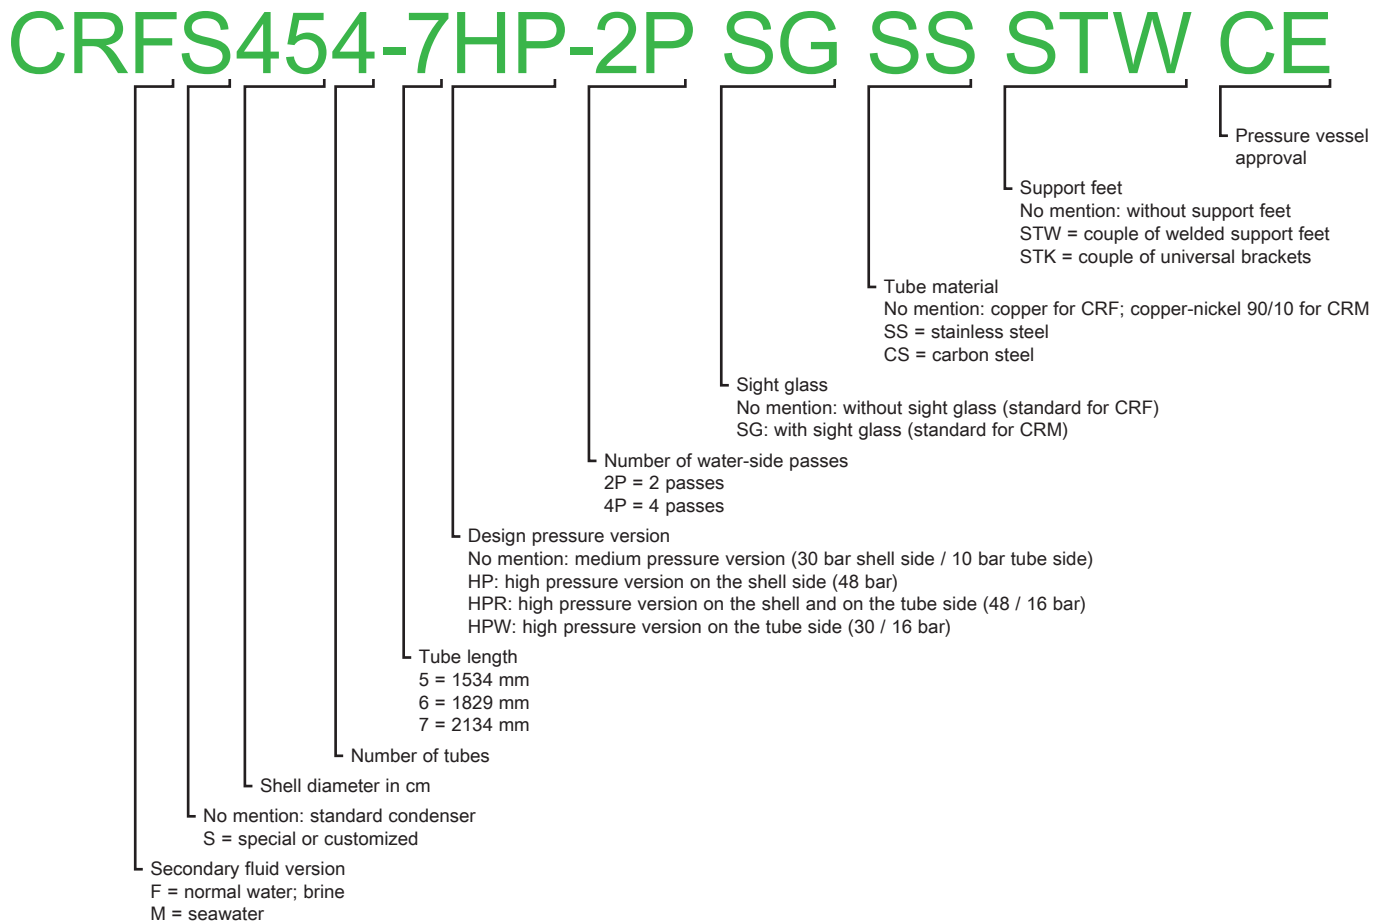 CRFS454-7HP-2P SG SS STW CE
Pressure vessel
approval
Support feet
No mention: without support feet
STW = couple of welded support feet
STK = couple of universal brackets
Tube material
No mention: copper for CRF; copper-nickel 90/10 for CRM
SS = stainless steel
CS = carbon steel
Sight glass
No mention: without sight glass (standard for CRF)
SG: with sight glass (standard for CRM)
Number of water-side passes
2P = 2 passes
4P = 4 passes
Design pressure version
No mention: medium pressure version (30 bar shell side / 10 bar tube side)
HP: high pressure version on the shell side (48 bar)
HPR: high pressure version on the shell and on the tube side (48 / 16 bar)
HPW: high pressure version on the tube side (30 / 16 bar)
Tube length
5 = 1534 mm
6 = 1829 mm
7 = 2134 mm
Number of tubes
Shell diameter in cm
No mention: standard condenser
S = special or customized
Secondary fluid version
F = normal water; brine
M = seawater